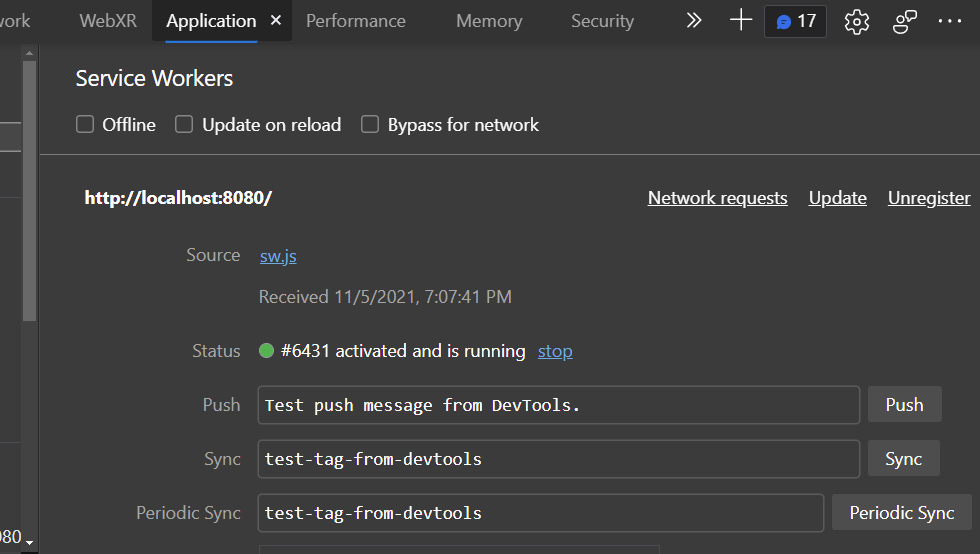 ork WebXR Application Performance Memory Security 17
Service Workers
Offline Update on reload Bypass for network
http://localhost:8080/ Network requests Update Unregister
Source sw.js
Received 11/5/2021, 7:07:41 PM
Status #6431 activated and is running stop
Push Test push message from DevTools. Push
Sync test-tag-from-devtools Sync
Periodic Sync test-tag-from-devtools Periodic Sync
080